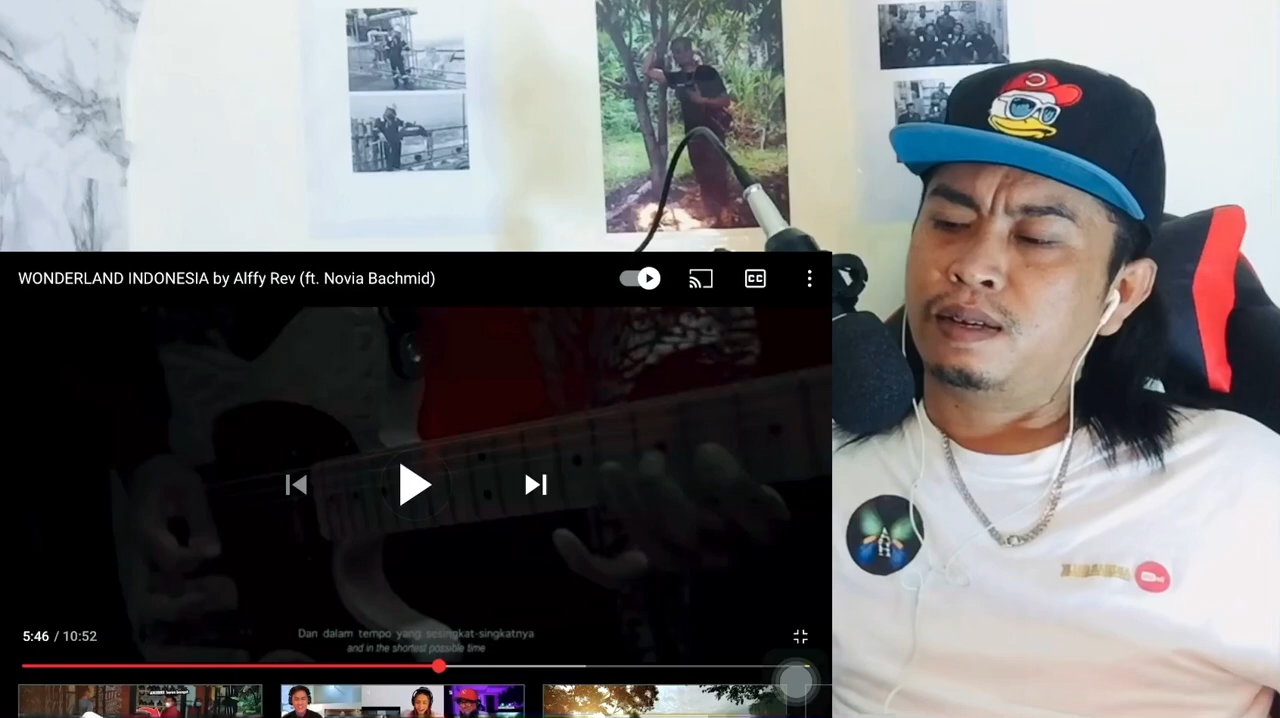 WONDERLAND INDONESIA by Alffy Rev (ft. Novia Bachmid)
CC
5:46 / 10:52
Dan dalam tempo yang sesingkat-singkatnya
and in the shortest possible time